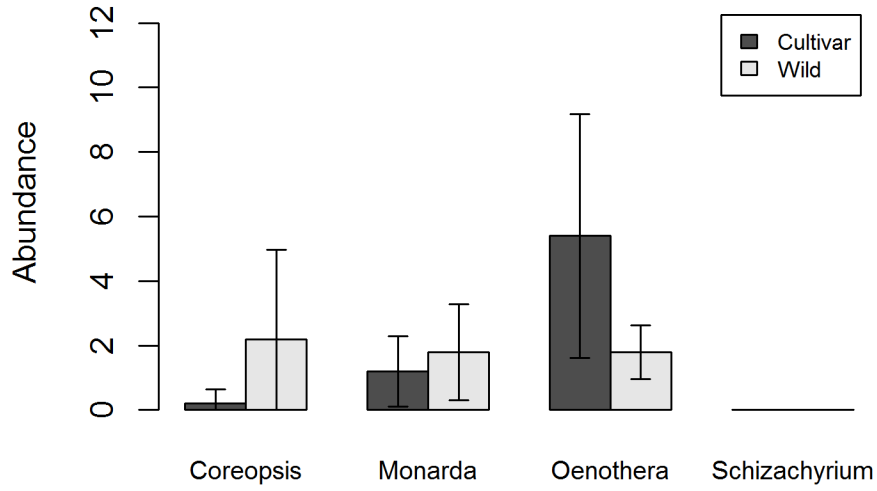 Abundance
12
10
8
6
4
2
0
Cultivar
Wild
Coreopsis
Monarda
Oenothera
Schizachyrium